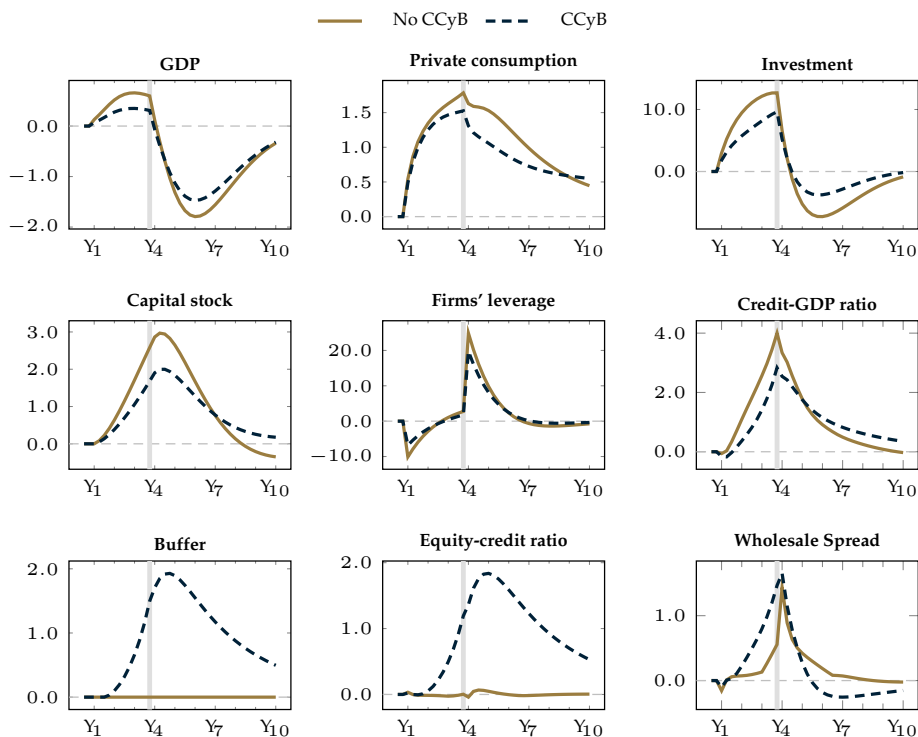 No CCyB CCyB
GDP
0.0
−1.0
−2.0
Y1 Y4 Y7 Y10
Private consumption
1.5
1.0
0.5
0.0
Y1 Y4 Y7 Y10
Investment
10.0
0.0
Y1 Y4 Y7 Y10
Capital stock
3.0
2.0
1.0
0.0
Y1 Y4 Y7 Y10
Firms' leverage
20.0
10.0
0.0
−10.0
Y1 Y4 Y7 Y10
Credit-GDP ratio
4.0
2.0
0.0
Y1 Y4 Y7 Y10
Buffer
2.0
1.0
0.0
Y1 Y4 Y7 Y10
Equity-credit ratio
2.0
1.0
0.0
Y1 Y4 Y7 Y10
Wholesale Spread
1.0
0.0
Y1 Y4 Y7 Y10